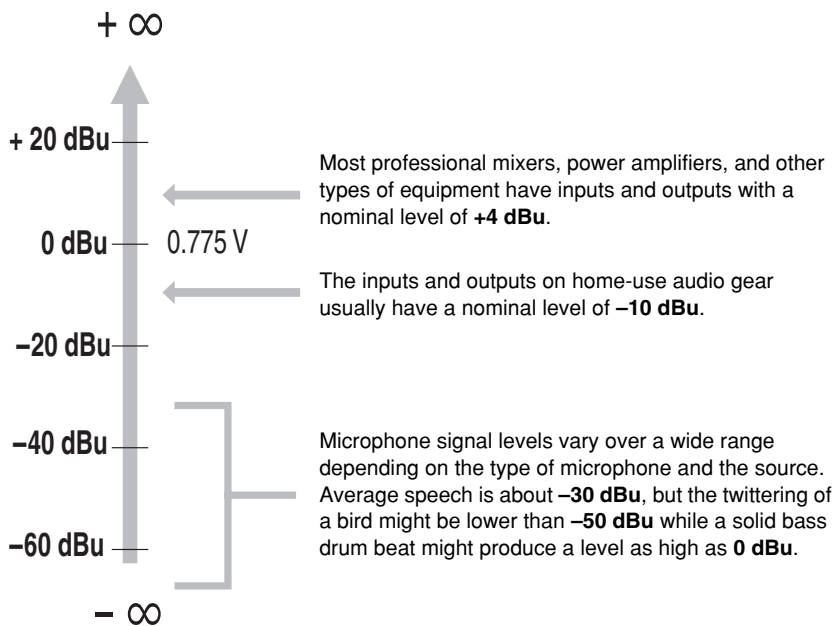 + ∞
+ 20 dBu
Most professional mixers, power amplifiers, and other
types of equipment have inputs and outputs with a
nominal level of +4 dBu.
0 dBu 0.775 V
The inputs and outputs on home-use audio gear
usually have a nominal level of –10 dBu.
–20 dBu
–40 dBu
Microphone signal levels vary over a wide range
depending on the type of microphone and the source.
Average speech is about –30 dBu, but the twittering of
a bird might be lower than –50 dBu while a solid bass
drum beat might produce a level as high as 0 dBu.
–60 dBu
– ∞